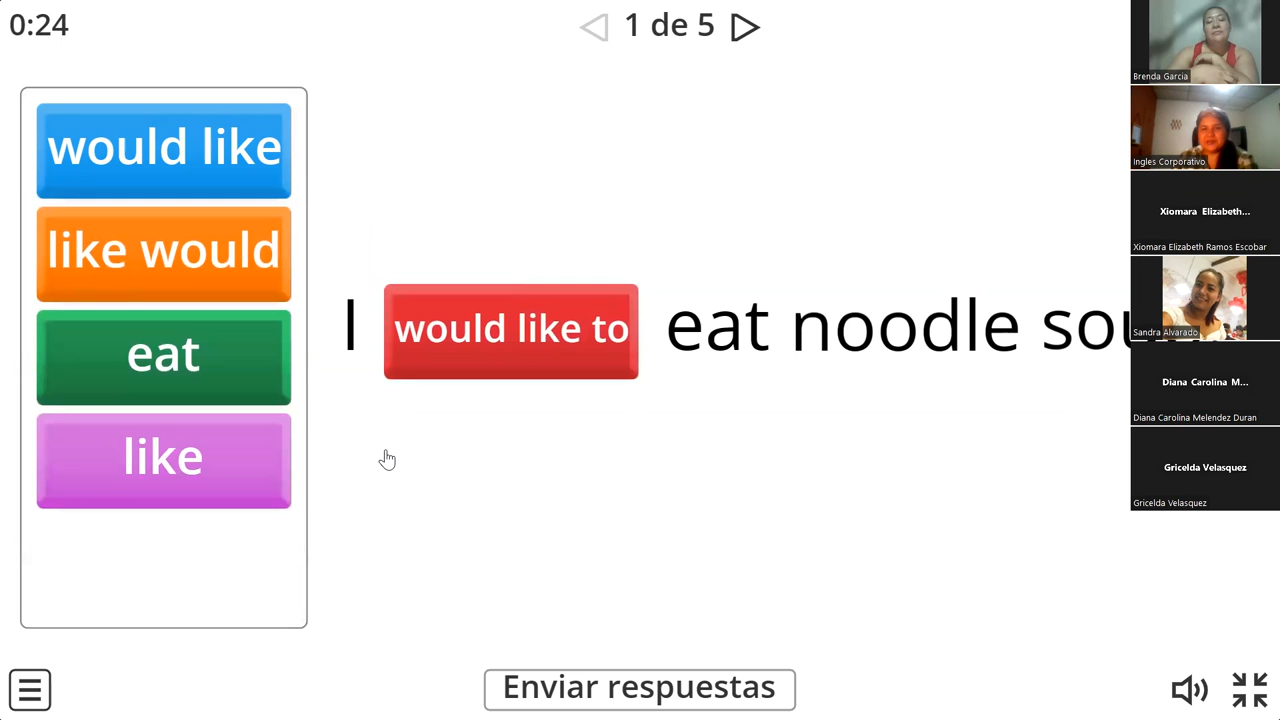 0:24
1 de 5
would like
like would
eat
like
I would like to eat noodle
Enviar respuestas
Brenda Garcia
Ingles Corporativo
Xiomara Elizabeth...
Xiomara Elizabeth Ramos Escobar
Sandra Alvarado
Diana Carolina M...
Diana Carolina Melendez Duran
Gricelda Velasquez
Gricelda Velasquez